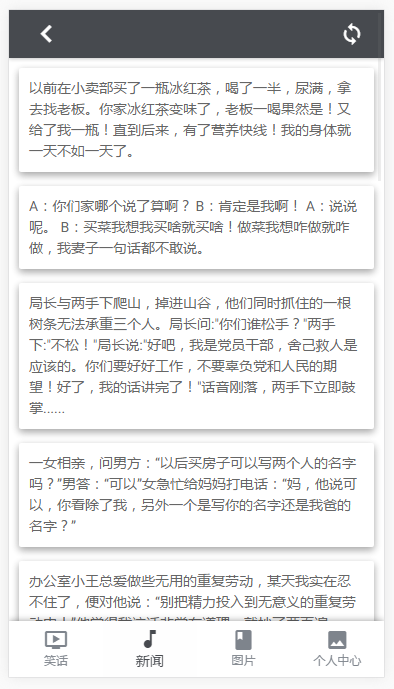 以前在小卖部买了一瓶冰红茶，喝了一半，尿满，拿
去找老板。你家冰红茶变味了，老板一喝果然是！又
给了我一瓶！直到后来，有了营养快线！我的身体就
一天不如一天了。
A：你们家哪个说了算啊？ B：肯定是我啊！ A：说说
呢。 B：买菜我想我买啥就买啥！做菜我想咋做就咋
做，我妻子一句话都不敢说。
局长与两手下爬山，掉进山谷，他们同时抓住的一根
树条无法承重三个人。局长问:"你们谁松手？"两手
下:"不松！"局长说:"好吧，我是党员干部，舍己救人是
应该的。你们要好好工作，不要辜负党和人民的期
望！好了，我的话讲完了！"话音刚落，两手下立即鼓
掌......
一女相亲，问男方：“以后买房子可以写两个人的名字
吗？”男答：“可以”女急忙给妈妈打电话：“妈，他说可
以，你看除了我，另外一个是写你的名字还是我爸的
名字？”
办公室小王总爱做些无用的重复劳动，某天我实在忍
不住了，便对他说：“别把精力投入到无意义的重复劳
笑话
新闻
图片
个人中心